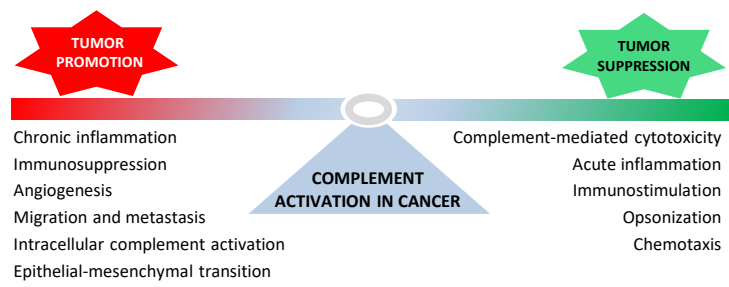 TUMOR
PROMOTION
TUMOR
SUPPRESSION
Chronic inflammation
Immunosuppression
Angiogenesis
Migration and metastasis
Intracellular complement activation
Epithelial-mesenchymal transition
COMPLEMENT
ACTIVATION IN CANCER
Complement-mediated cytotoxicity
Acute inflammation
Immunostimulation
Opsonization
Chemotaxis